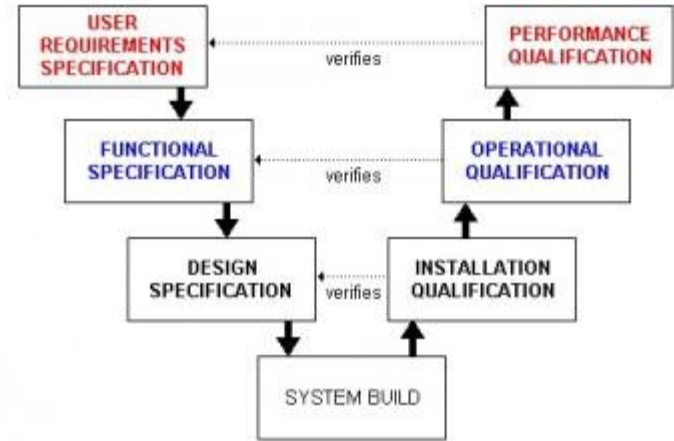 USER
REQUIREMENTS
SPECIFICATION
verifies
PERFORMANCE
QUALIFICATION
FUNCTIONAL
SPECIFICATION
verifies
OPERATIONAL
QUALIFICATION
DESIGN
SPECIFICATION
verifies
INSTALLATION
QUALIFICATION
SYSTEM BUILD